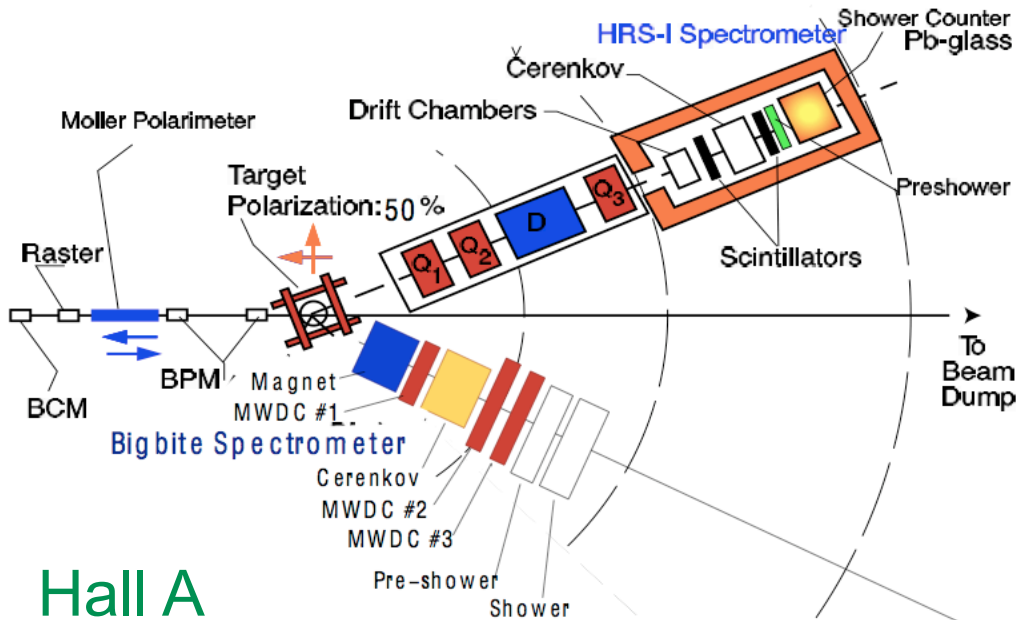 Shower Counter
Pb-glass
HRS-I Spectrometer
Čerenkov
Drift Chambers
Moller Polarimeter
Target
Polarization: 50 %
Preshower
Q3
D
Q2
Q1
Scintillators
Raster
To
Beam
Dump
BPM
BCM
Magnet
MWDC #1
Bigbite Spectrometer
Cerenkov
MWDC #2
MWDC #3
Pre-shower
Shower
Hall A